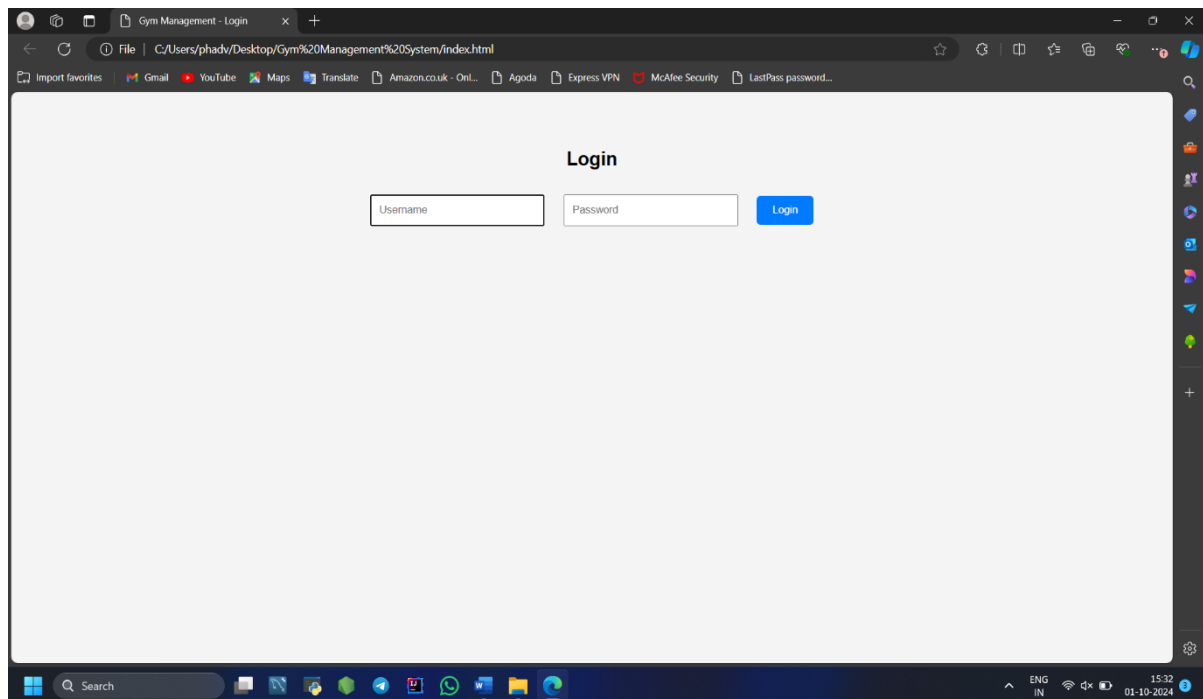 Gym Management - Login
File | C:/Users/phadv/Desktop/Gym%20Management%20System/index.html
Import favorites Gmail YouTube Maps Translate Amazon.co.uk - Onl... Agoda Express VPN McAfee Security LastPass password...
Login
Username Password Login
Search
ENG
IN
15:32
01-10-2024
3